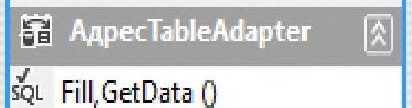 АдресTableAdapter
SQL Fill,GetData ()